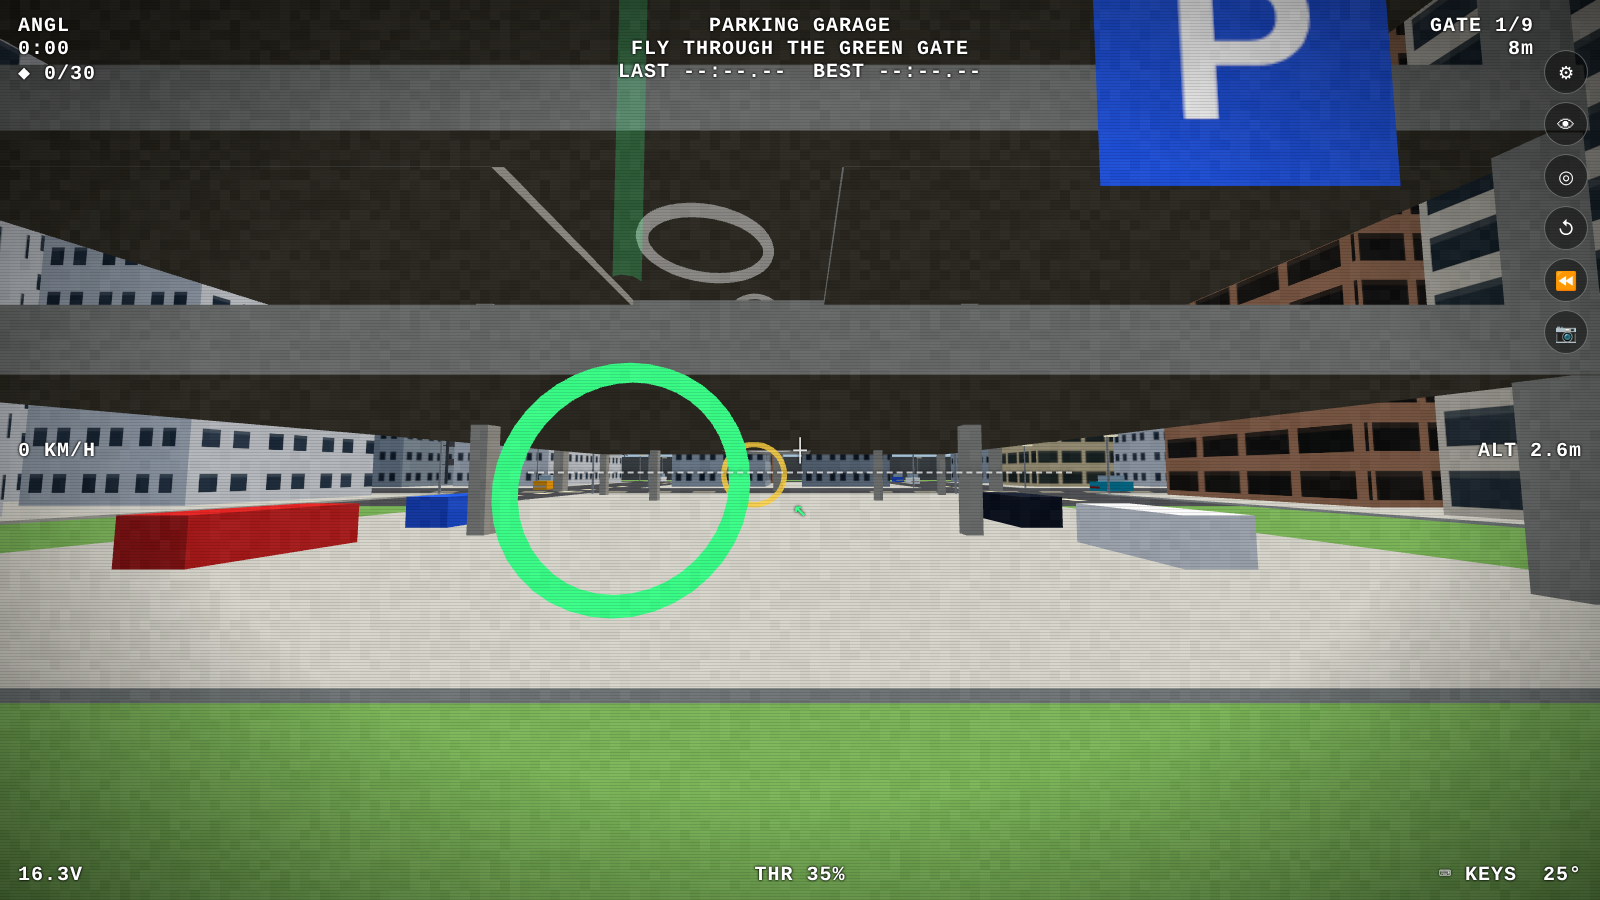 ANGL
0:00
◆ 0/30
PARKING GARAGE
FLY THROUGH THE GREEN GATE
LAST --:--.-- BEST --:--.--
GATE 1/9
8m
P
0 KM/H
ALT 2.6m
16.3V
THR 35%
KEYS 25°